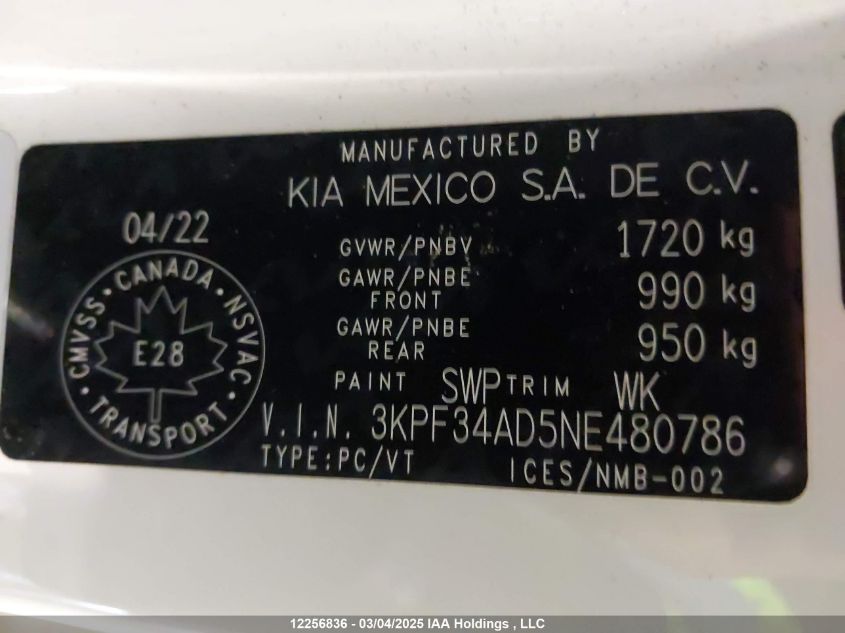 MANUFACTURED BY
KIA MEXICO S.A. DE C.V.
04/22
GVWR/PNBV 1720 kg
GAWR/PNBE FRONT 990 kg
GAWR/PNBE REAR 950 kg
PAINT SWP TRIM WK
V.I.N. 3KPF34AD5NE480786
TYPE:PC/VT ICES/NMB-002
CMVSS · CANADA · NSVAC · TRANSPORT ·
E28
12256836 - 03/04/2025 IAA Holdings , LLC